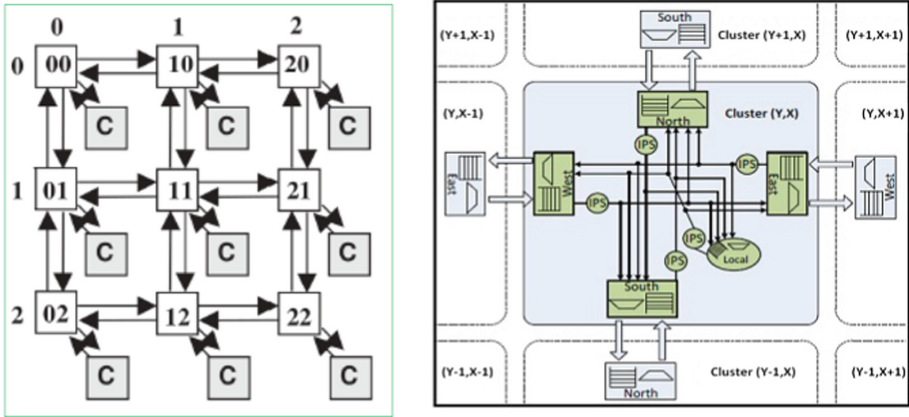 0 1 2
0 00 10 20
C C C
1 01 11 21
C C C
2 02 12 22
C C C
South
(Y+1,X-1) Cluster (Y+1,X) (Y+1,X+1)
(Y,X-1) Cluster (Y,X) (Y,X+1)
North
IPS
IPS
East West East West
IPS
IPS
Local
IPS
South
(Y-1,X-1) Cluster (Y-1,X) (Y-1,X+1)
North